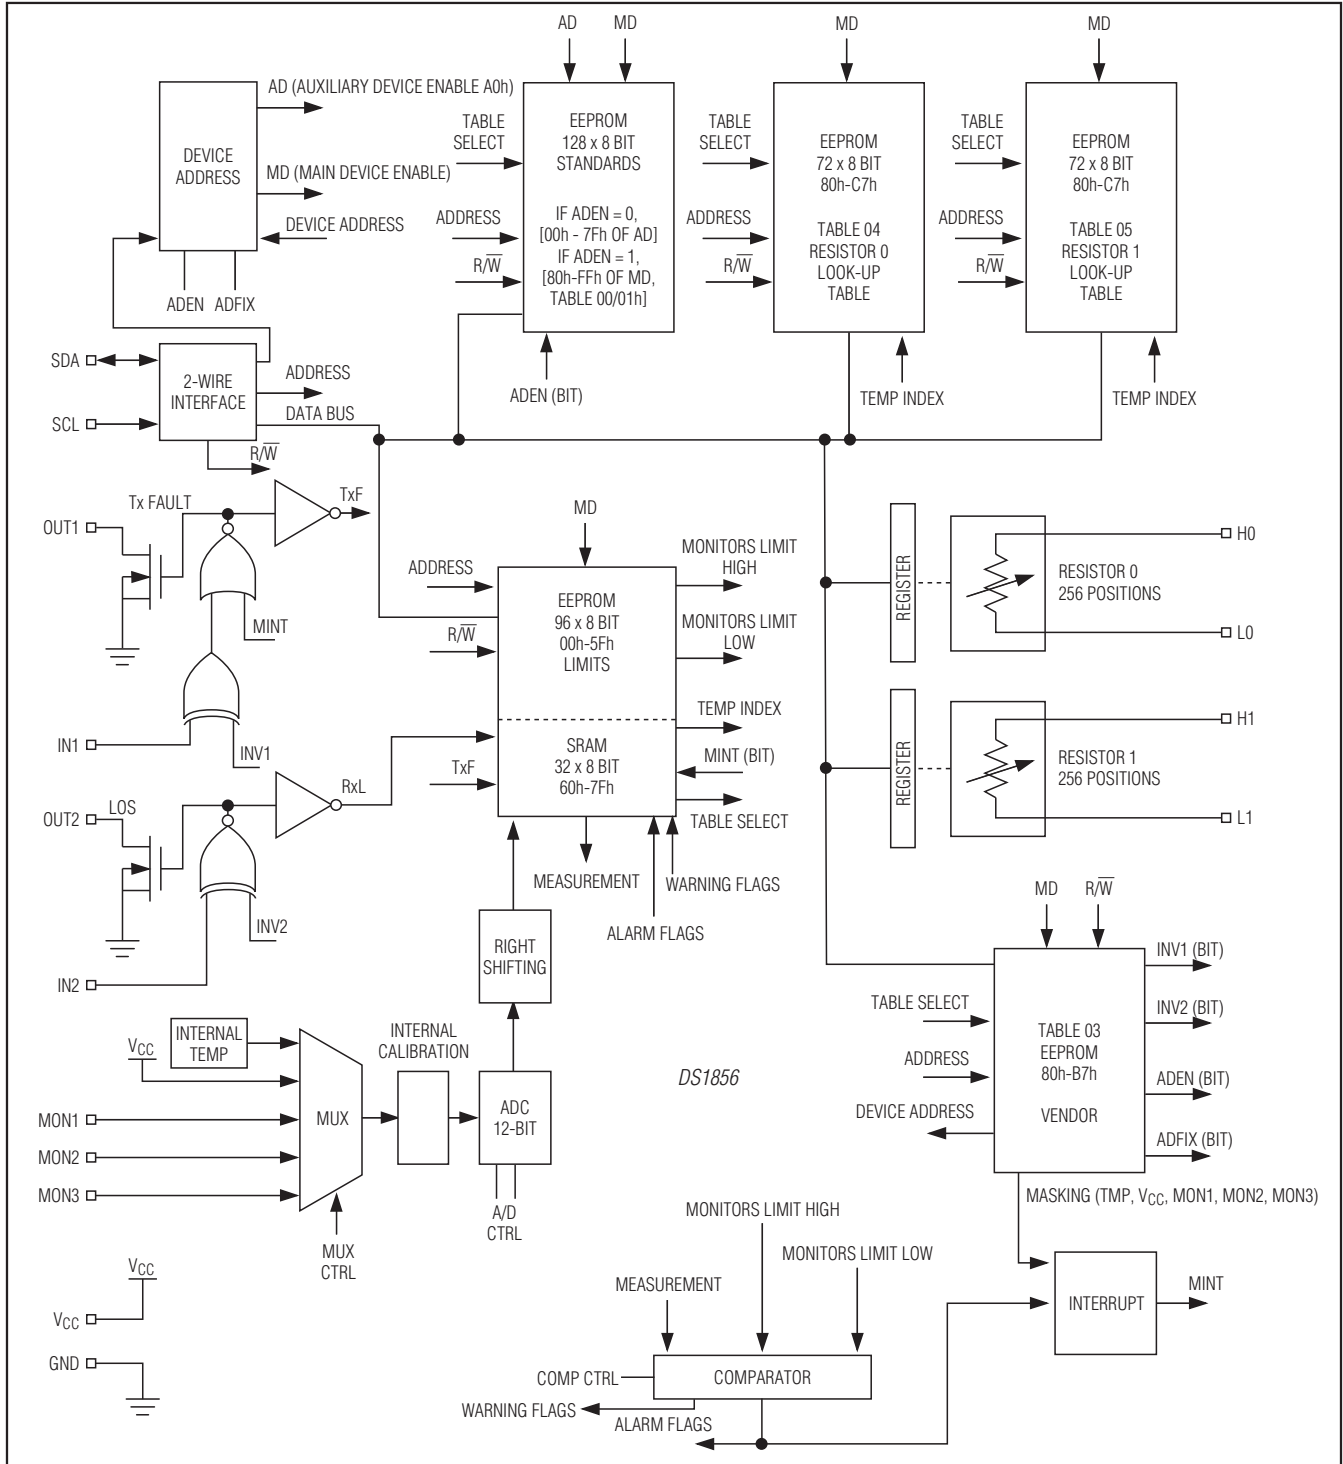 AD
MD
MD
MD
AD (AUXILIARY DEVICE ENABLE A0h)
MD (MAIN DEVICE ENABLE)
DEVICE ADDRESS
DEVICE
ADDRESS
ADEN
ADFIX
TABLE
SELECT
ADDRESS
R/W̅
EEPROM
128 x 8 BIT
STANDARDS
IF ADEN = 0,
[00h - 7Fh OF AD]
IF ADEN = 1,
[80h-FFh OF MD,
TABLE 00/01h]
ADEN (BIT)
TABLE
SELECT
ADDRESS
R/W̅
EEPROM
72 x 8 BIT
80h-C7h
TABLE 04
RESISTOR 0
LOOK-UP
TABLE
TEMP INDEX
TABLE
SELECT
ADDRESS
R/W̅
EEPROM
72 x 8 BIT
80h-C7h
TABLE 05
RESISTOR 1
LOOK-UP
TABLE
TEMP INDEX
SDA
SCL
2-WIRE
INTERFACE
ADDRESS
DATA BUS
R/W̅
Tx FAULT
TxF
OUT1
MINT
IN1
INV1
LOS
RxL
OUT2
INV2
IN2
MD
ADDRESS
R/W̅
TxF
EEPROM
96 x 8 BIT
00h-5Fh
LIMITS
SRAM
32 x 8 BIT
60h-7Fh
MONITORS LIMIT
HIGH
MONITORS LIMIT
LOW
TEMP INDEX
MINT (BIT)
TABLE SELECT
MEASUREMENT
WARNING FLAGS
ALARM FLAGS
REGISTER
RESISTOR 0
256 POSITIONS
H0
L0
REGISTER
RESISTOR 1
256 POSITIONS
H1
L1
RIGHT
SHIFTING
INTERNAL
TEMP
VCC
MON1
MON2
MON3
MUX
MUX
CTRL
INTERNAL
CALIBRATION
ADC
12-BIT
A/D
CTRL
DS1856
MD
R/W̅
TABLE SELECT
ADDRESS
DEVICE ADDRESS
TABLE 03
EEPROM
80h-B7h
VENDOR
INV1 (BIT)
INV2 (BIT)
ADEN (BIT)
ADFIX (BIT)
MASKING (TMP, VCC, MON1, MON2, MON3)
INTERRUPT
MINT
MONITORS LIMIT HIGH
MONITORS LIMIT LOW
MEASUREMENT
COMP CTRL
COMPARATOR
WARNING FLAGS
ALARM FLAGS
VCC
VCC
GND